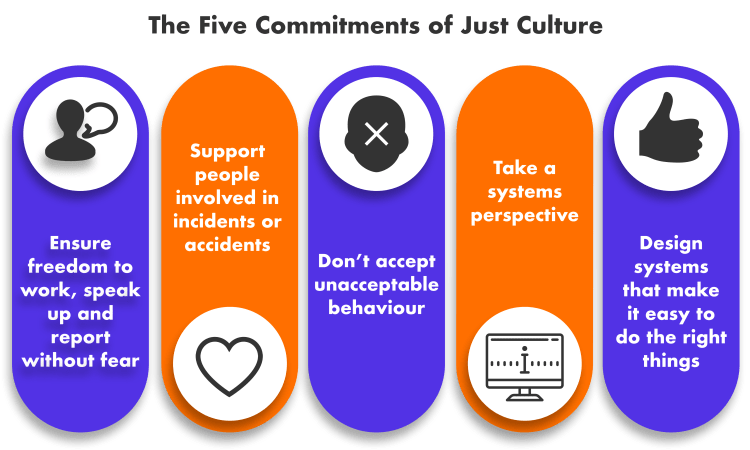 The Five Commitments of Just Culture
Ensure
freedom to
work, speak
up and
report
without fear
Support
people
involved in
incidents or
accidents
Don’t accept
unacceptable
behaviour
Take a
systems
perspective
Design
systems
that make
it easy to
do the right
things